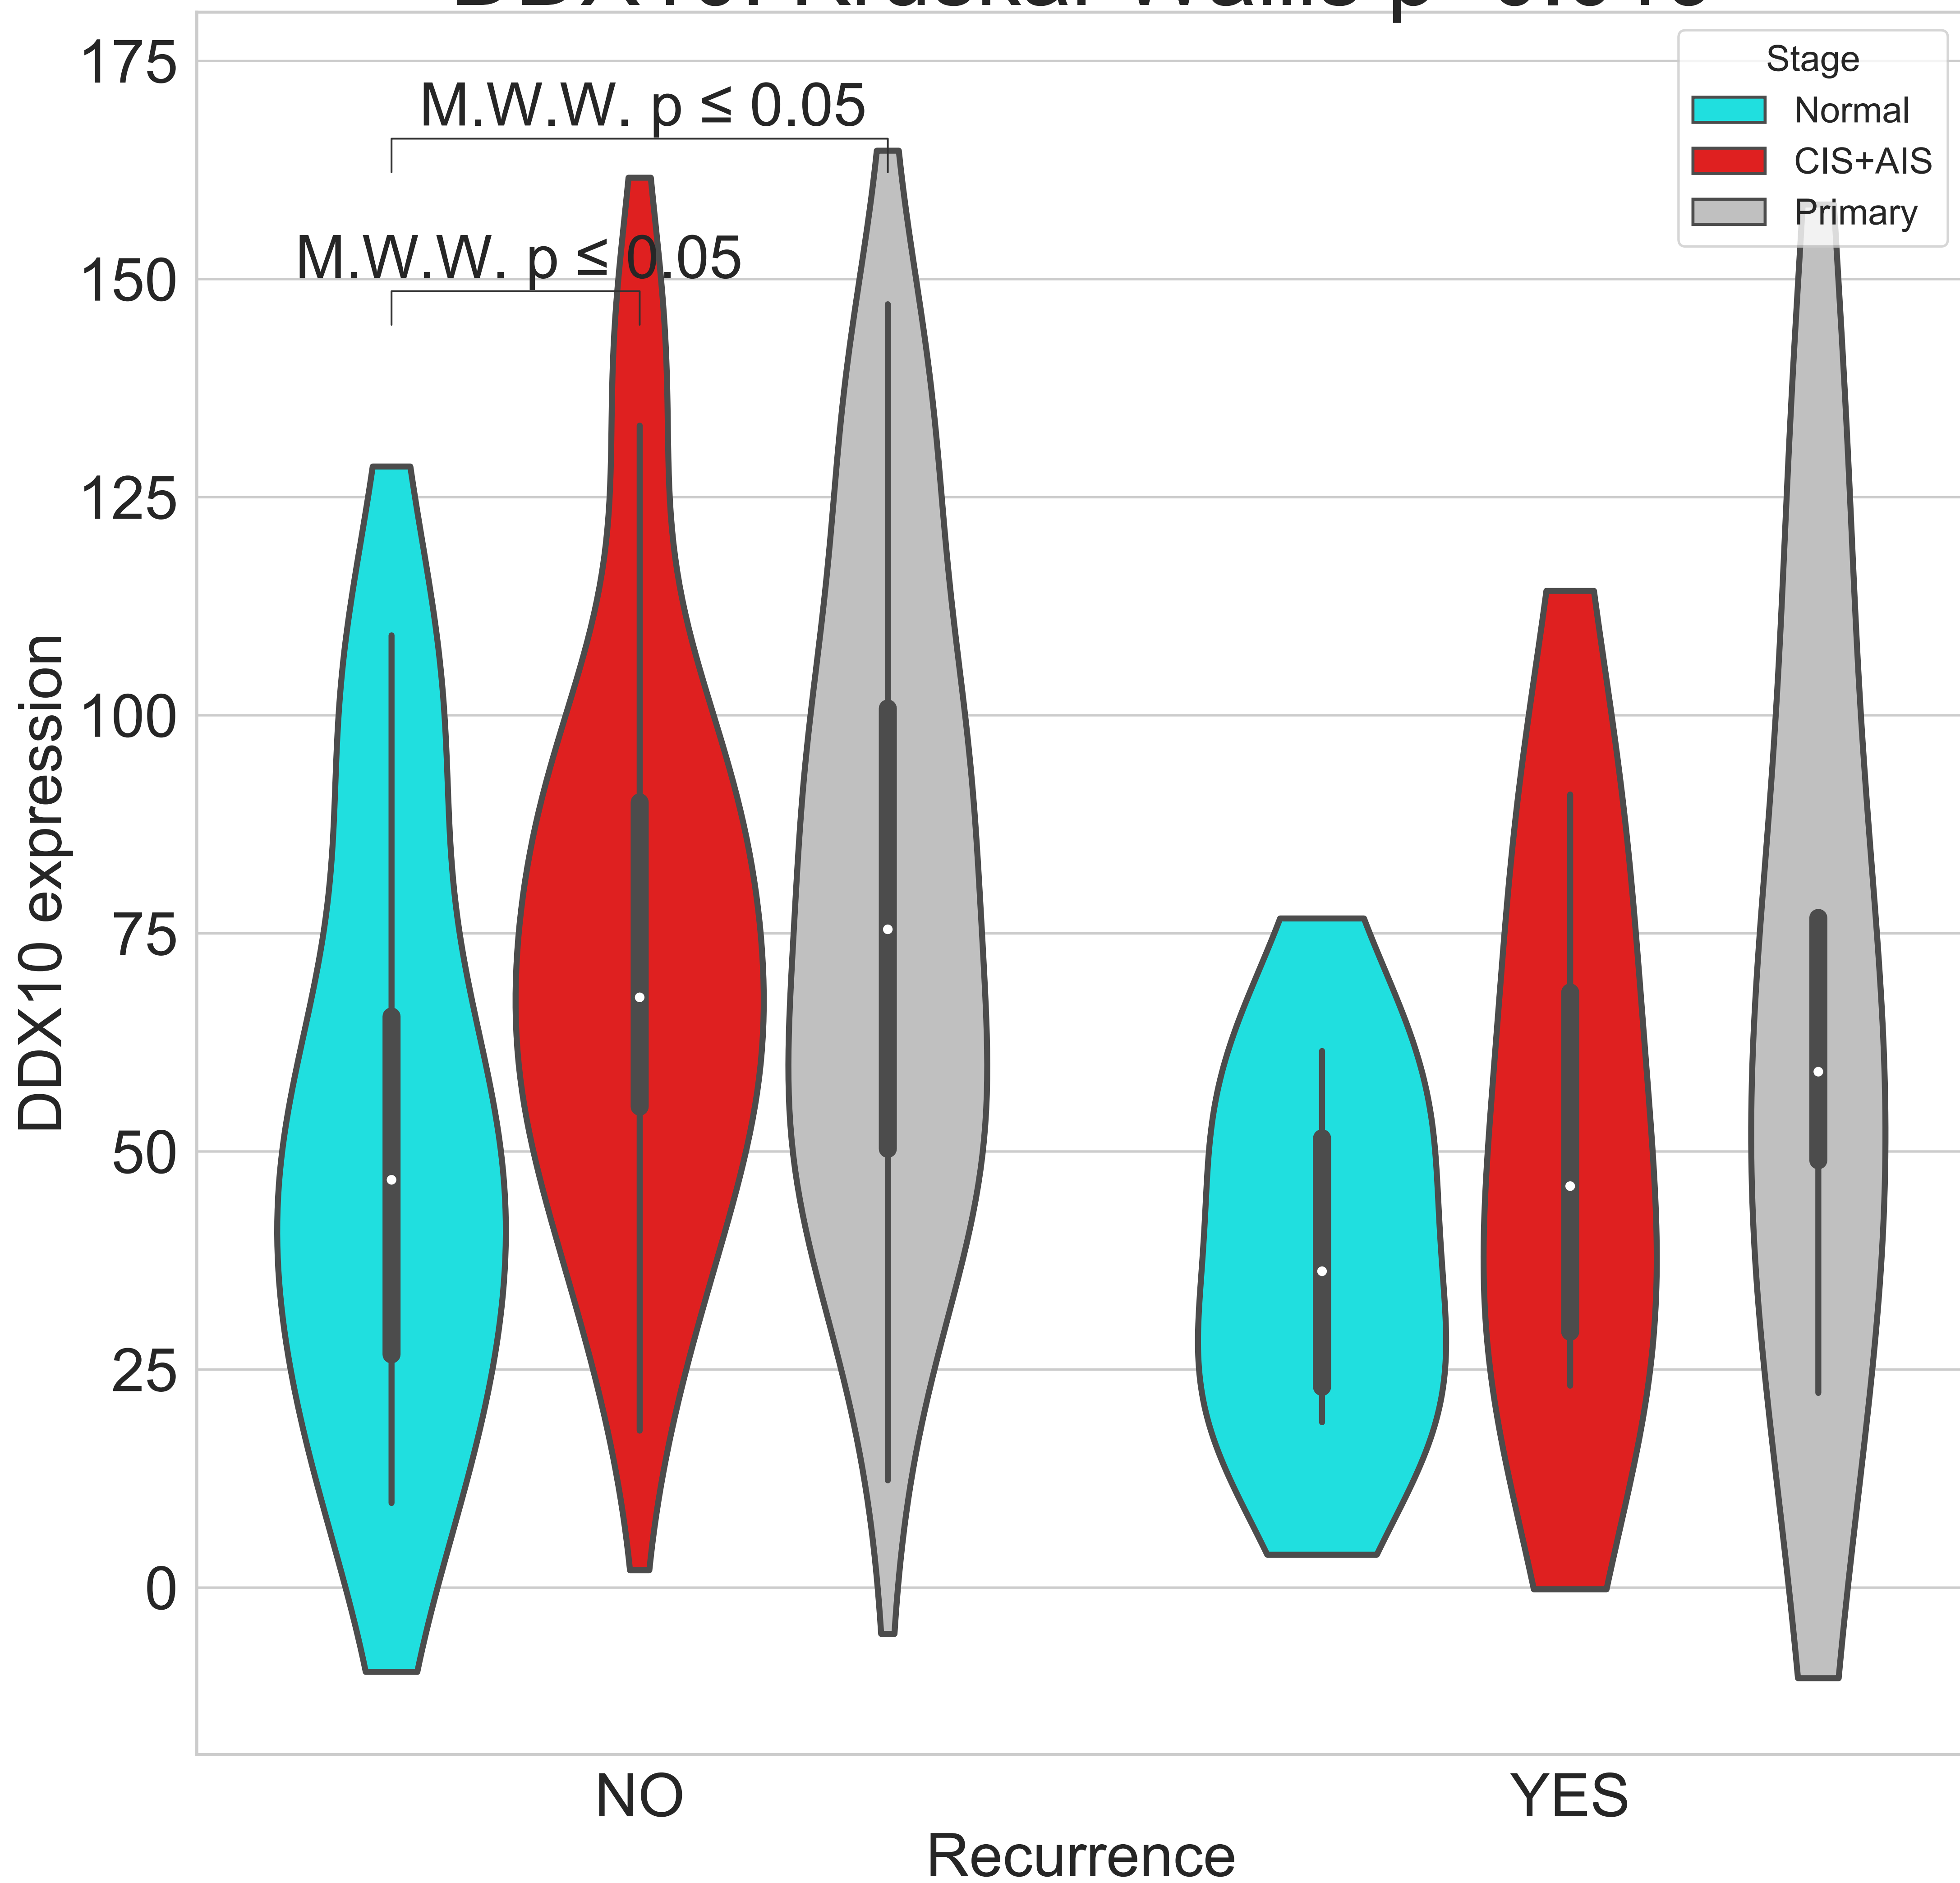 175
150
125
100
75
50
25
0
DDX10 expression
M.W.W. p ≤ 0.05
M.W.W. p ≤ 0.05
Stage
Normal
CIS+AIS
Primary
NO
YES
Recurrence